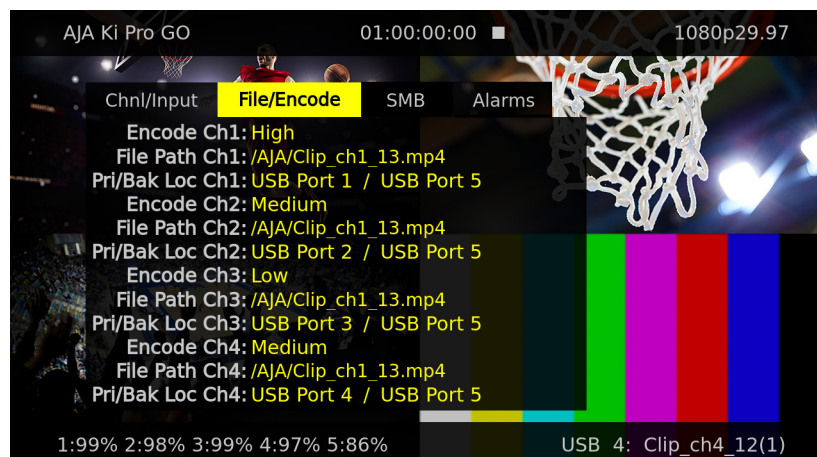 AJA Ki Pro GO 01:00:00:00 1080p29.97
Chnl/Input File/Encode SMB Alarms
Encode Ch1: High
File Path Ch1: /AJA/Clip_ch1_13.mp4
Pri/Bak Loc Ch1: USB Port 1 / USB Port 5
Encode Ch2: Medium
File Path Ch2: /AJA/Clip_ch1_13.mp4
Pri/Bak Loc Ch2: USB Port 2 / USB Port 5
Encode Ch3: Low
File Path Ch3: /AJA/Clip_ch1_13.mp4
Pri/Bak Loc Ch3: USB Port 3 / USB Port 5
Encode Ch4: Medium
File Path Ch4: /AJA/Clip_ch1_13.mp4
Pri/Bak Loc Ch4: USB Port 4 / USB Port 5
1:99% 2:98% 3:99% 4:97% 5:86% USB 4: Clip_ch4_12(1)